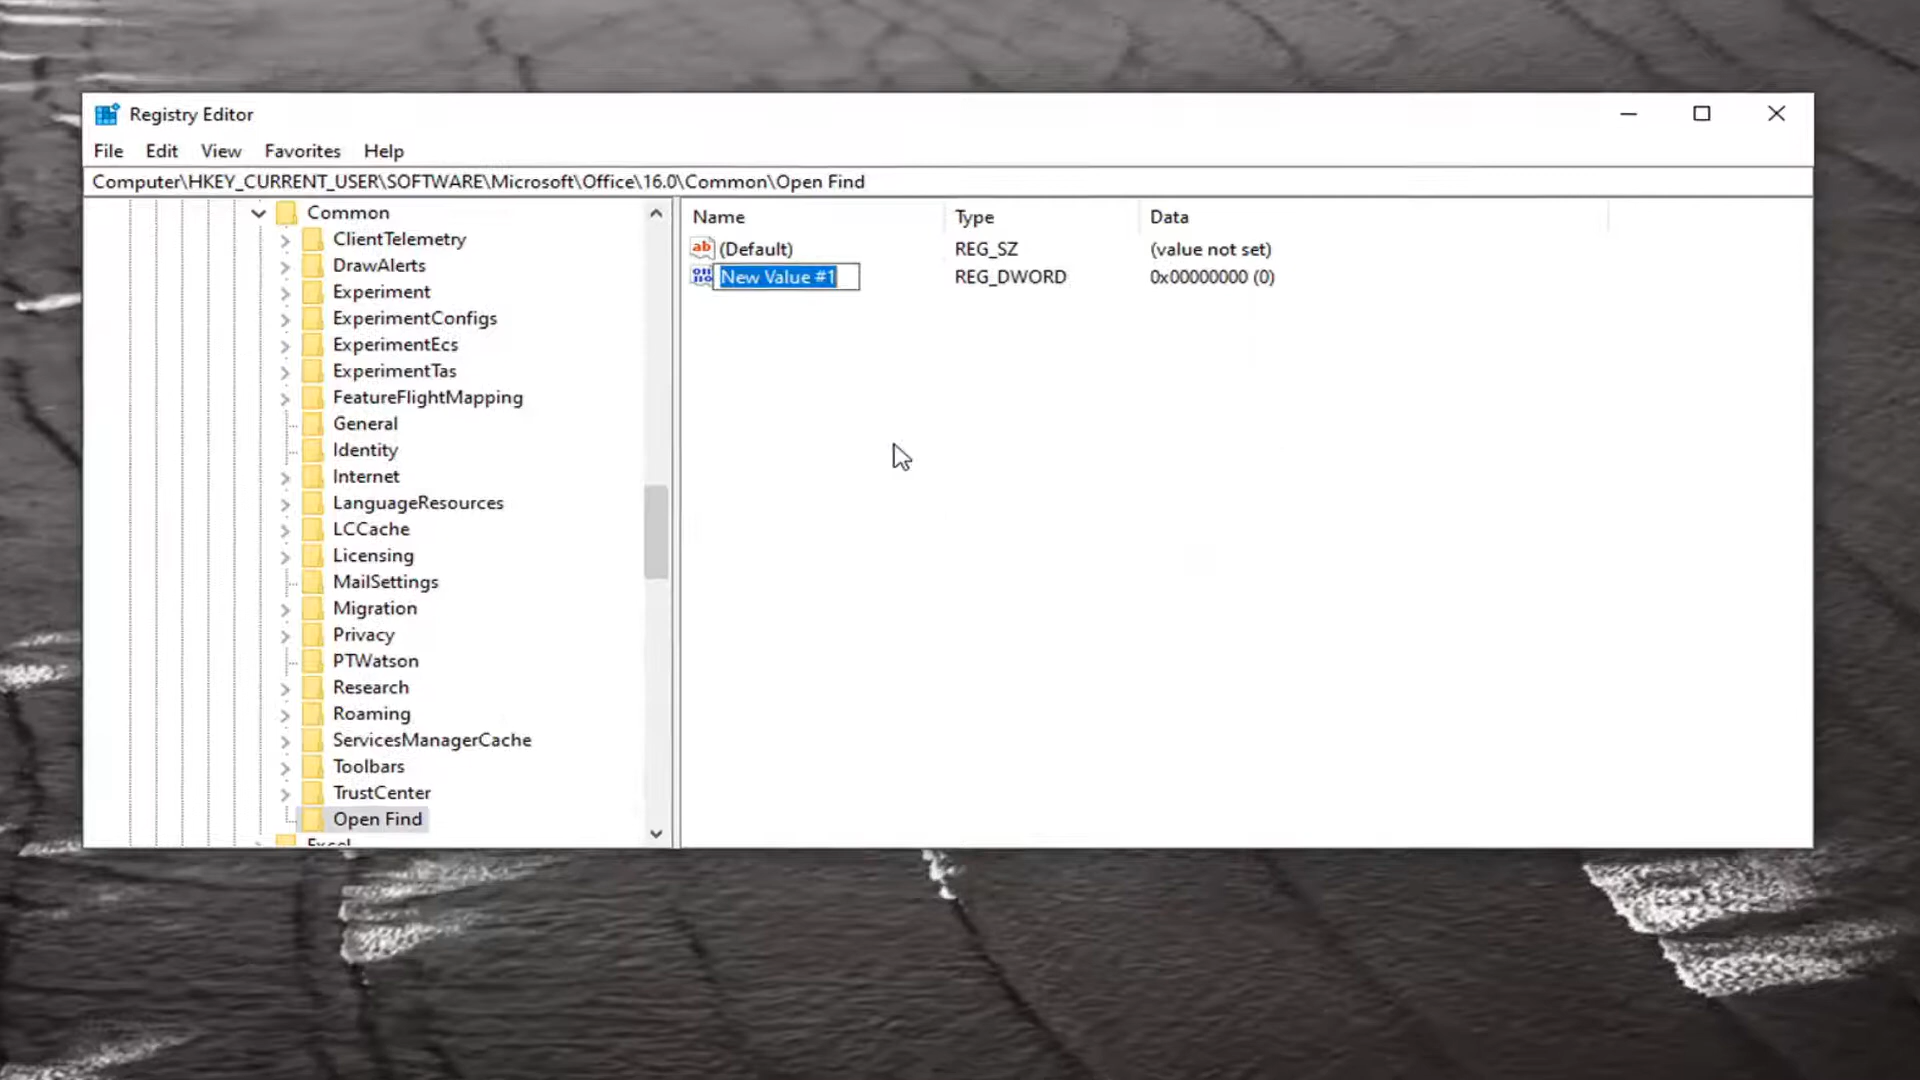 Registry Editor
File Edit View Favorites Help
Computer\HKEY_CURRENT_USER\SOFTWARE\Microsoft\Office\16.0\Common\Open Find
Common
ClientTelemetry
DrawAlerts
Experiment
ExperimentConfigs
ExperimentEcs
ExperimentTas
FeatureFlightMapping
General
Identity
Internet
LanguageResources
LCCache
Licensing
MailSettings
Migration
Privacy
PTWatson
Research
Roaming
ServicesManagerCache
Toolbars
TrustCenter
Open Find
Excel
Name Type Data
(Default) REG_SZ (value not set)
New Value #1 REG_DWORD 0x00000000 (0)